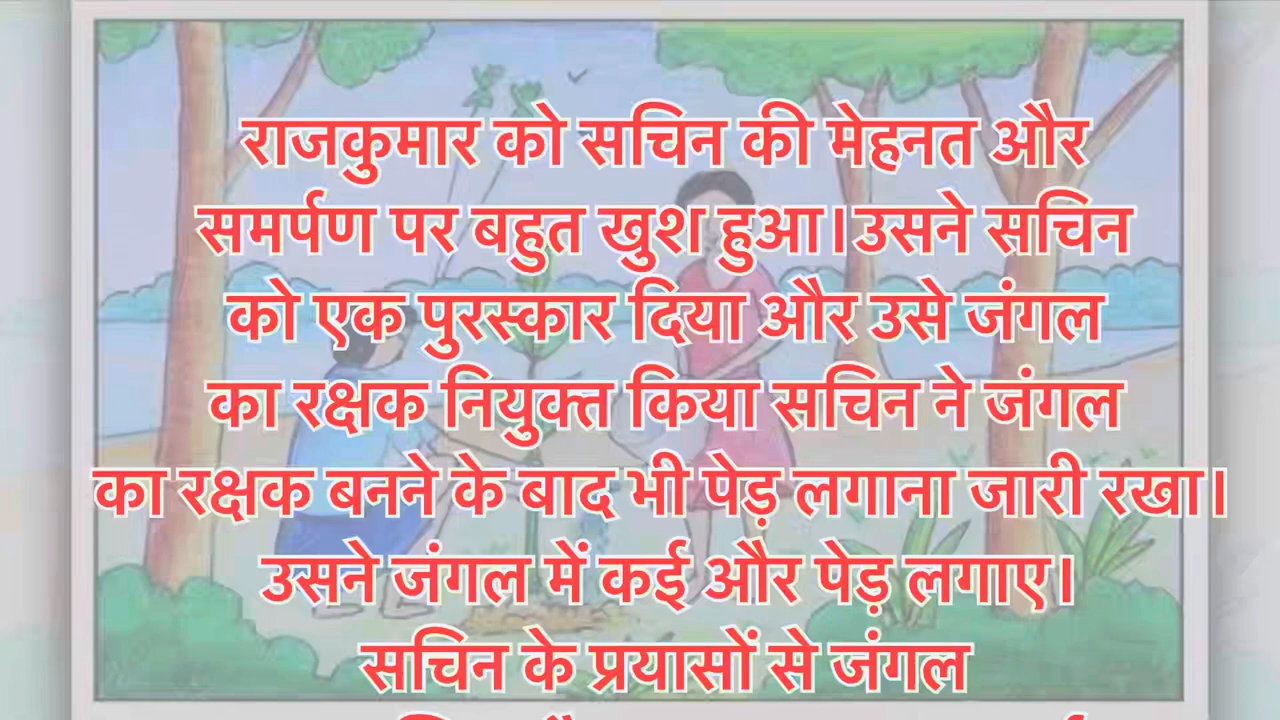 राजकुमार को सचिन की मेहनत और
समर्पण पर बहुत खुश हुआ।उसने सचिन
को एक पुरस्कार दिया और उसे जंगल
का रक्षक नियुक्त किया सचिन ने जंगल
का रक्षक बनने के बाद भी पेड़ लगाना जारी रखा।
उसने जंगल में कई और पेड़ लगाए।
सचिन के प्रयासों से जंगल